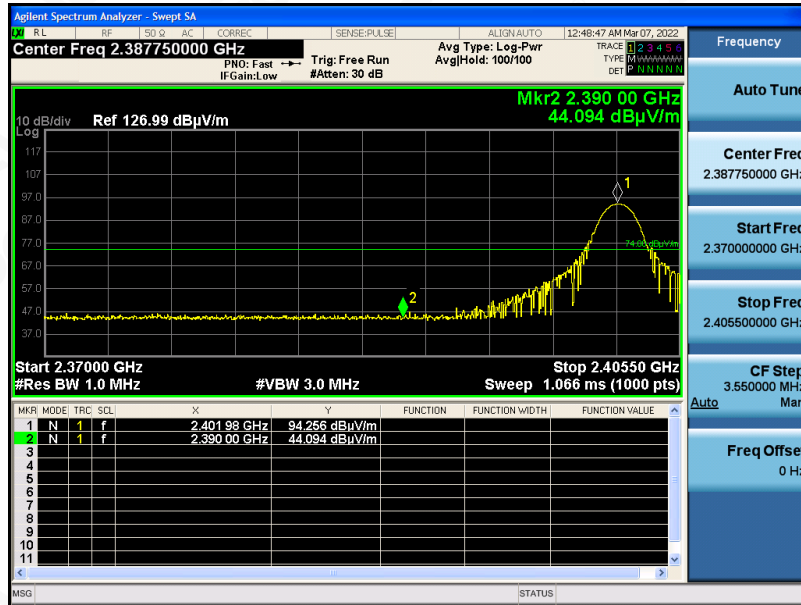 Agilent Spectrum Analyzer - Swept SA
LXI RL RF 50 Ω AC CORREC SENSE:PULSE ALIGN AUTO 12:48:47 AM Mar 07, 2022
Center Freq 2.387750000 GHz
PNO: Fast
IFGain:Low
Trig: Free Run
#Atten: 30 dB
Avg Type: Log-Pwr
Avg|Hold: 100/100
TRACE 1 2 3 4 5 6
TYPE M
DET P N N N N N
Mkr2 2.390 00 GHz
44.094 dBµV/m
10 dB/div Ref 126.99 dBµV/m
Log
117
107
97.0
87.0
77.0
67.0
57.0
47.0
37.0
1
2
74.00 dBµV/m
Start 2.37000 GHz Stop 2.40550 GHz
#Res BW 1.0 MHz #VBW 3.0 MHz Sweep 1.066 ms (1000 pts)
MKR MODE TRC SCL X Y FUNCTION FUNCTION WIDTH FUNCTION VALUE
1 N 1 f 2.401 98 GHz 94.256 dBµV/m
2 N 1 f 2.390 00 GHz 44.094 dBµV/m
3
4
5
6
7
8
9
10
11
MSG STATUS
Frequency
Auto Tune
Center Freq
2.387750000 GHz
Start Freq
2.370000000 GHz
Stop Freq
2.405500000 GHz
CF Step
3.550000 MHz
Auto Man
Freq Offset
0 Hz